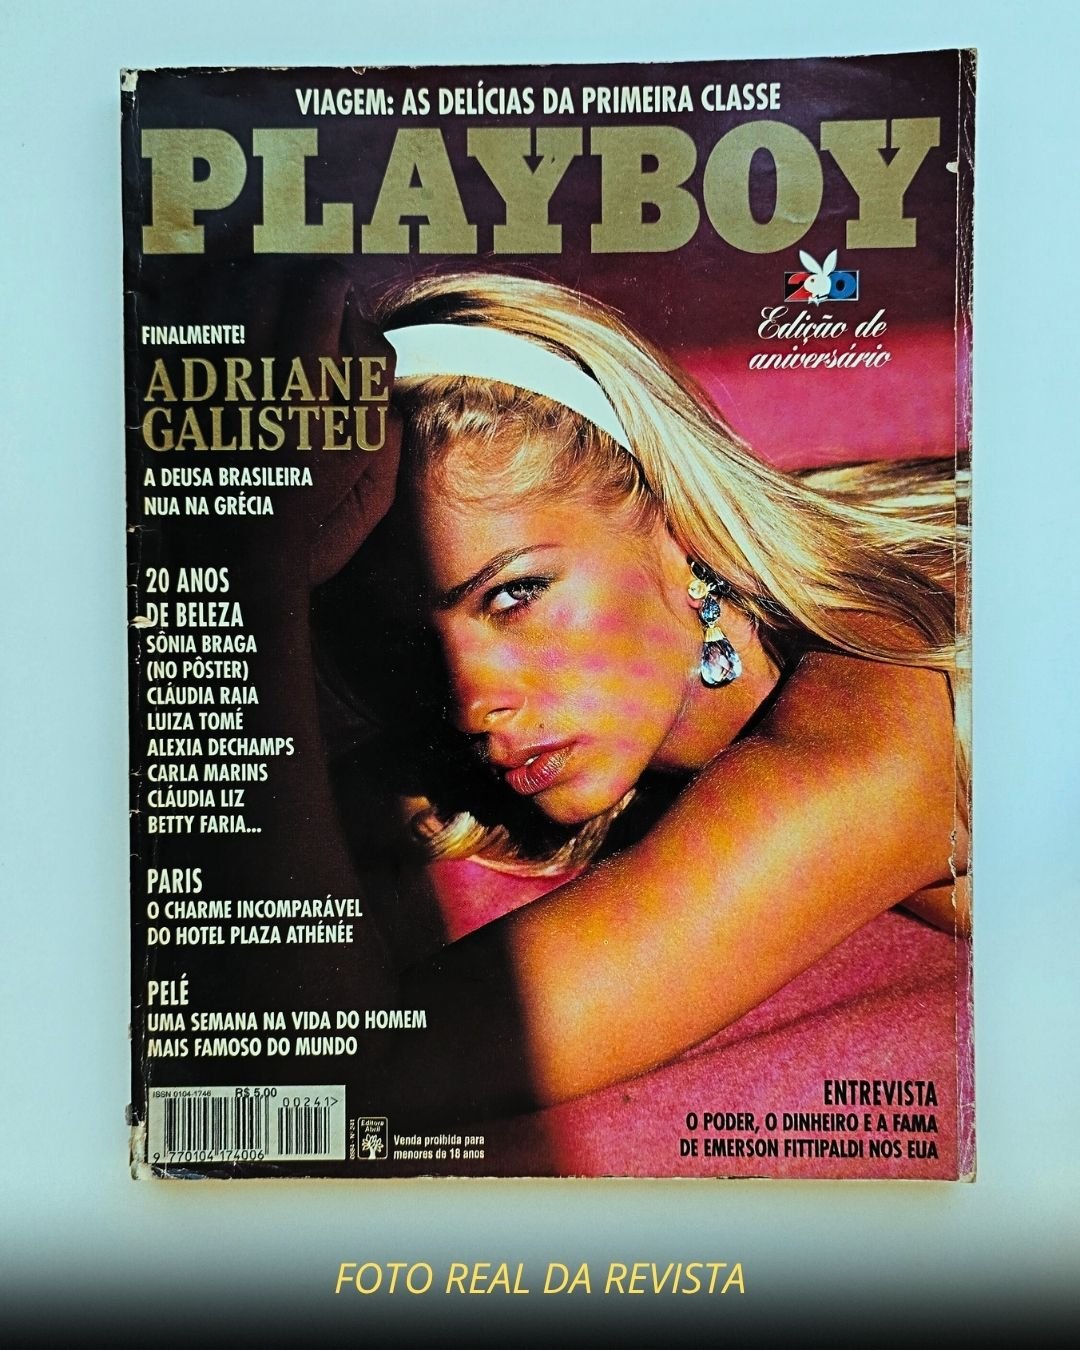 VIAGEM: AS DELÍCIAS DA PRIMEIRA CLASSE
PLAYBOY
20
Edição de
aniversário
FINALMENTE!
ADRIANE
GALISTEU
A DEUSA BRASILEIRA
NUA NA GRÉCIA
20 ANOS
DE BELEZA
SÔNIA BRAGA
(NO PÔSTER)
CLÁUDIA RAIA
LUIZA TOMÉ
ALEXIA DECHAMPS
CARLA MARINS
CLÁUDIA LIZ
BETTY FARIA...
PARIS
O CHARME INCOMPARÁVEL
DO HOTEL PLAZA ATHÉNÉE
PELÉ
UMA SEMANA NA VIDA DO HOMEM
MAIS FAMOSO DO MUNDO
ISSN 0104-1746
R$ 5,00
00241>
9 770104 174006
Editora
Abril
Venda proibida para
menores de 18 anos
ENTREVISTA
O PODER, O DINHEIRO E A FAMA
DE EMERSON FITTIPALDI NOS EUA
FOTO REAL DA REVISTA